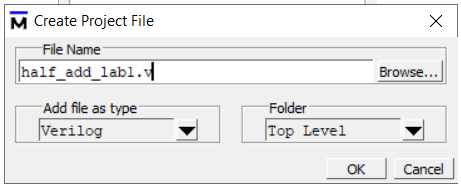 Create Project File
File Name
half_add_lab1.v
Browse...
Add file as type
Folder
Verilog
Top Level
OK
Cancel